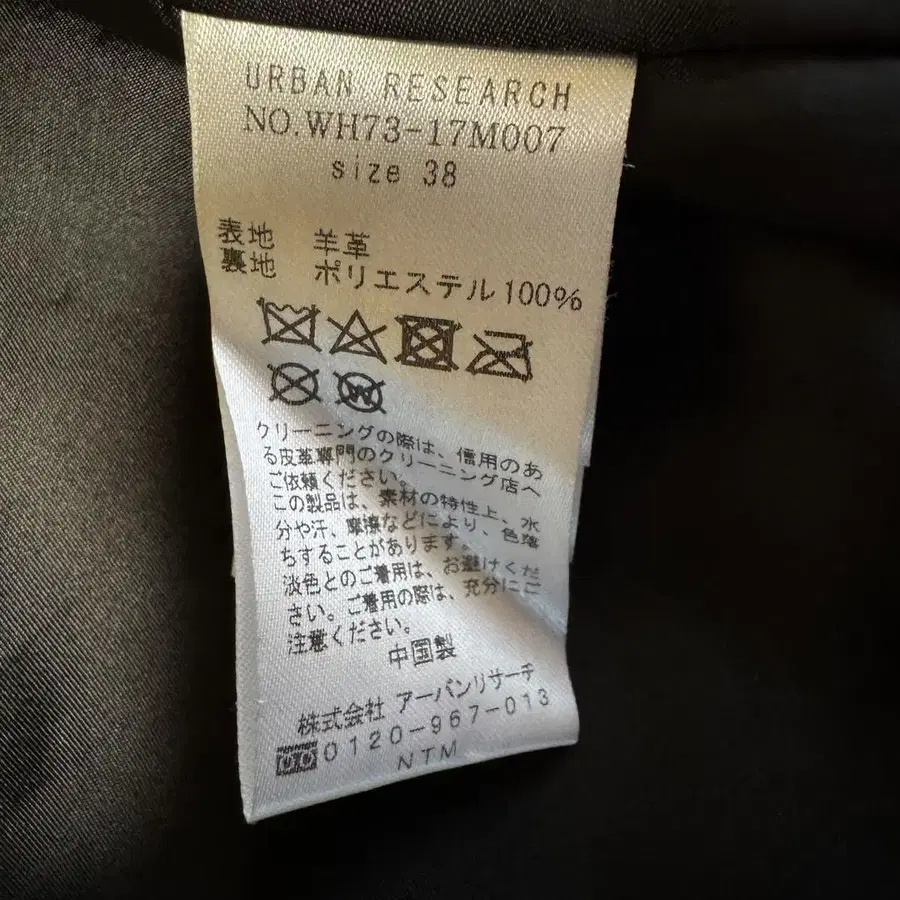 URBAN RESEARCH
NO.WH73-17M007
size 38
表地 羊革
裏地 ポリエステル100%
W
クリーニングの際は、信用のあ
る皮革専門のクリーニング店へ
ご依頼ください。
この製品は、素材の特性上、水
分や汗、摩擦などにより、色落
ちすることがあります。
淡色とのご着用は、お避けくだ
さい。ご着用の際は、充分にご
注意ください。
中国製
株式会社 アーバンリサーチ
0120-967-013
NTM